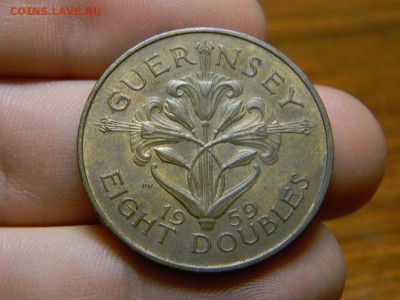 COINS.LAVE.RU
GUERNSEY
19 59
EIGHT DOUBLES